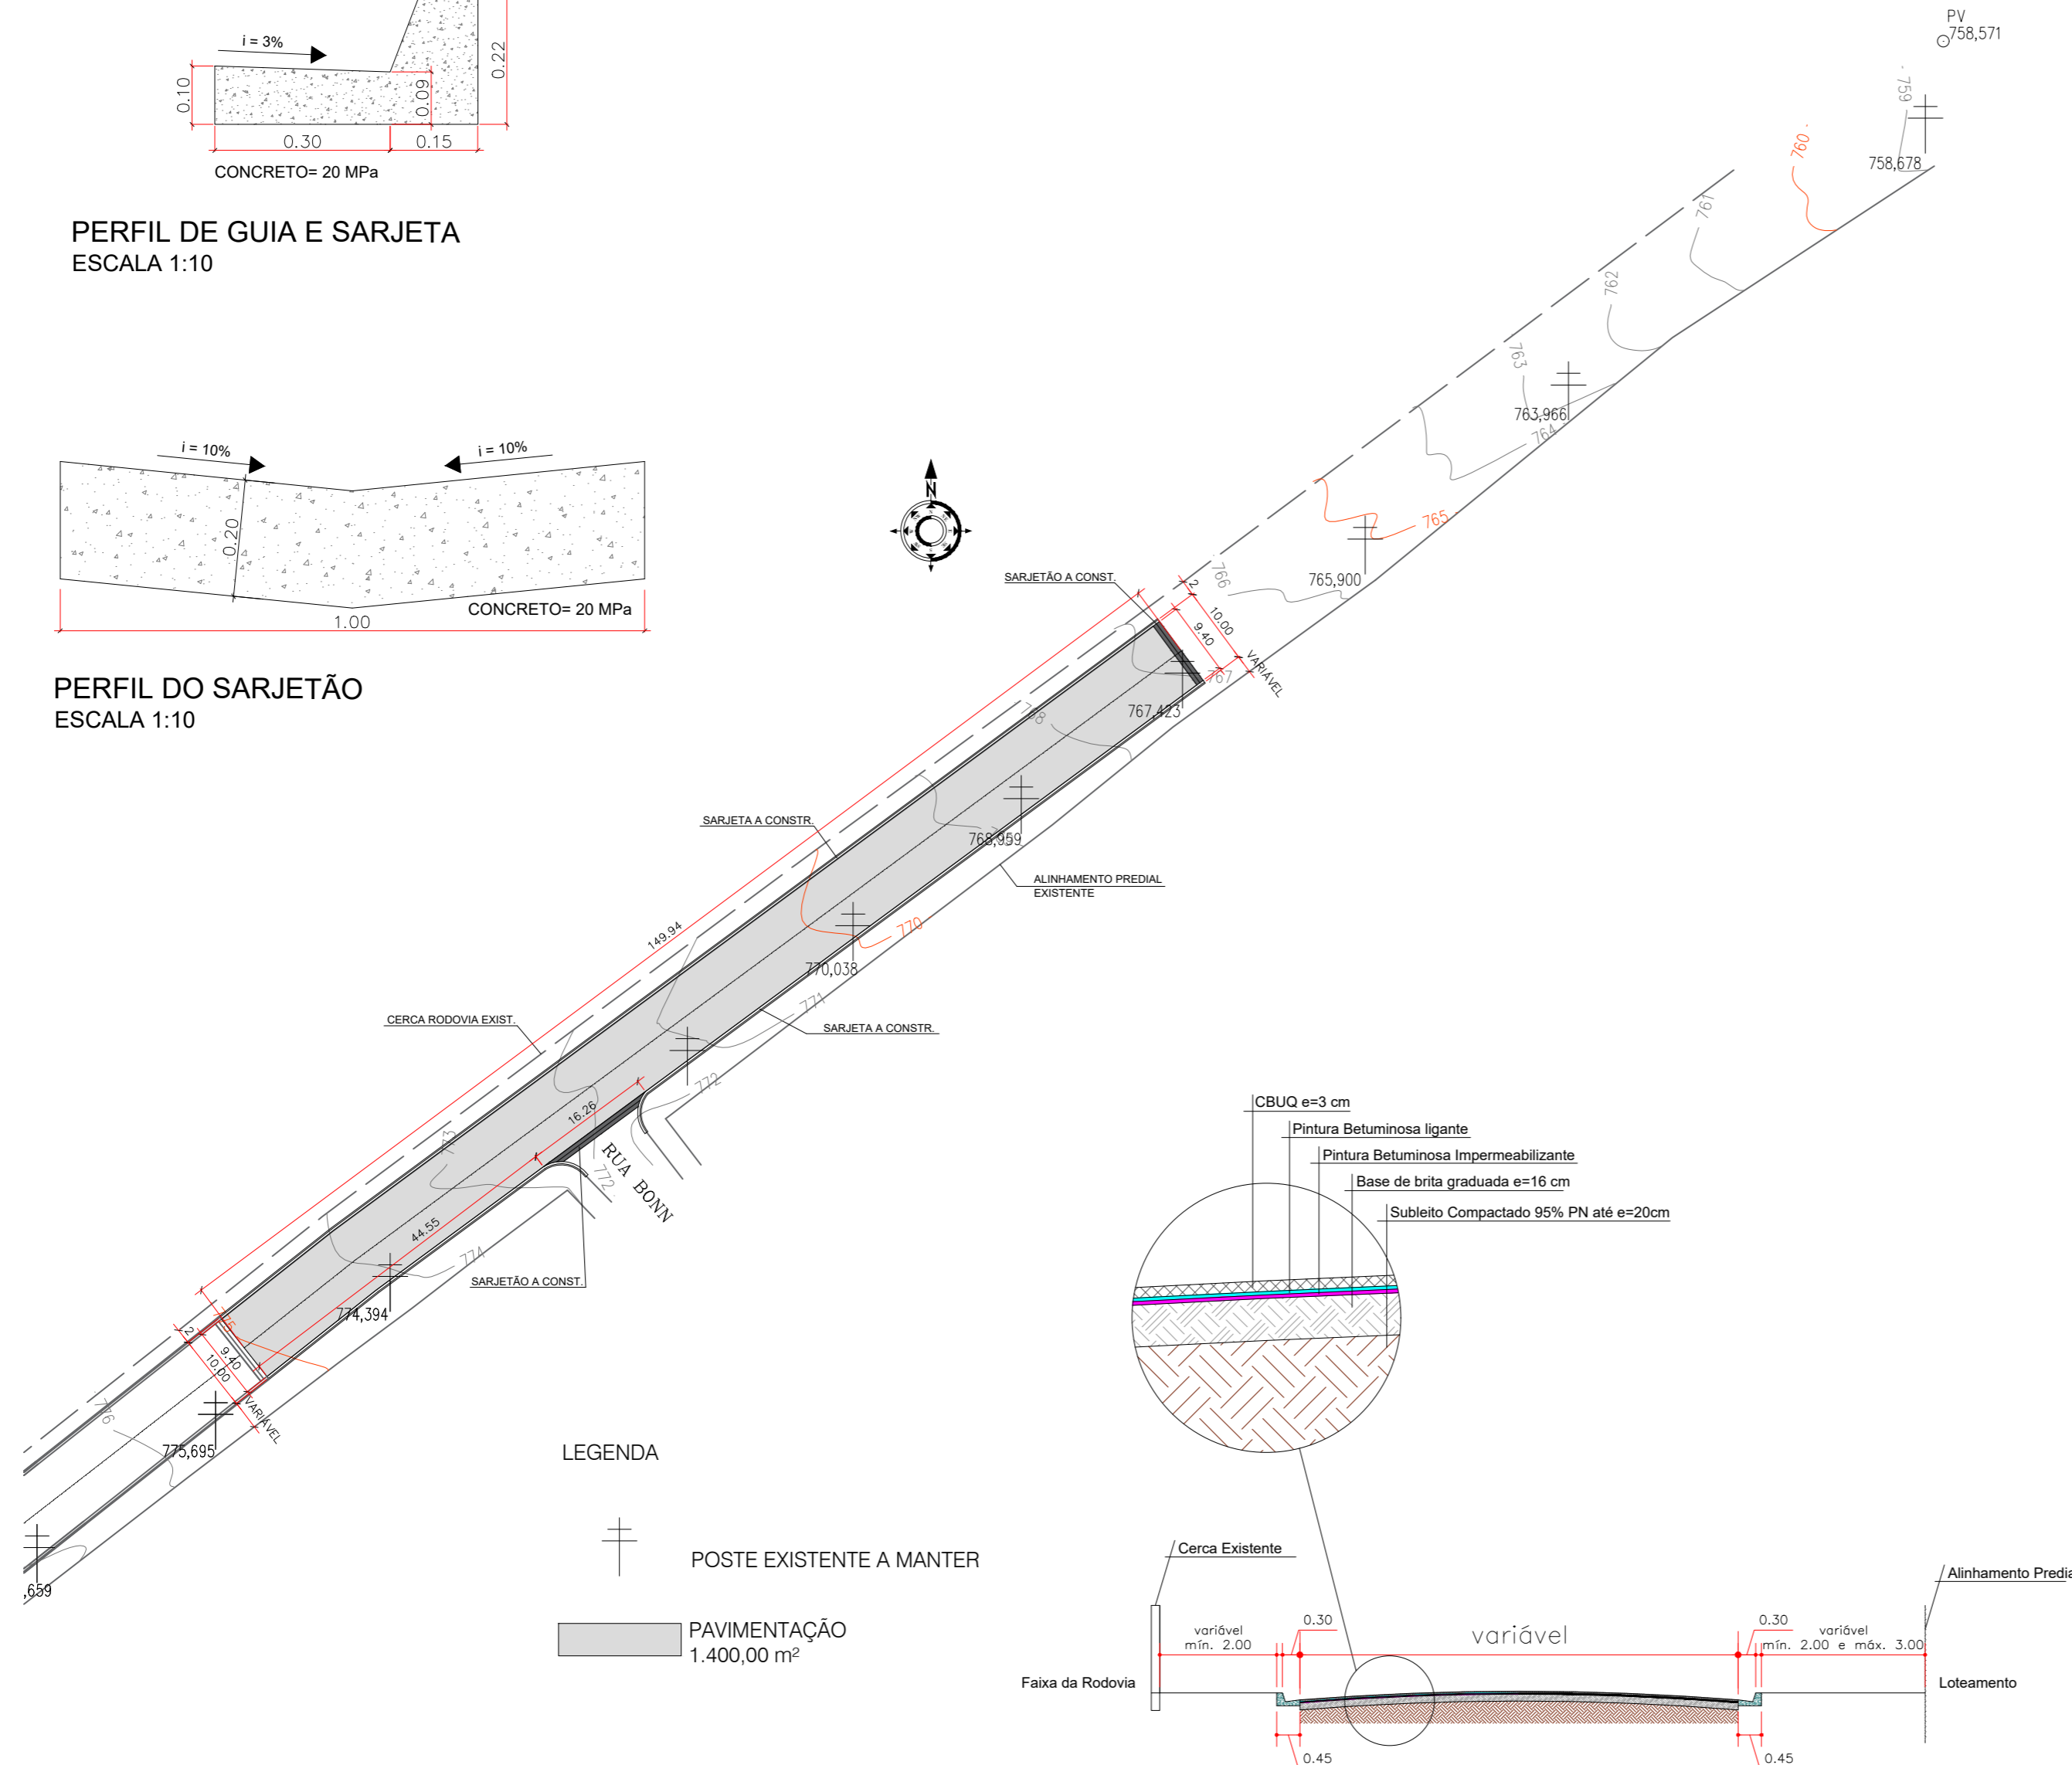 i = 3%
0.10
0.09
0.22
0.30
0.15
CONCRETO= 20 MPa
PERFIL DE GUIA E SARJETA
ESCALA 1:10
i = 10%
i = 10%
0.20
CONCRETO= 20 MPa
1.00
PERFIL DO SARJETÃO
ESCALA 1:10
N
PV
758,571
759
758,678
760
761
762
763
763,966
764
765
765,900
766
SARJETÃO A CONST.
2
10.00
9.40
VARIÁVEL
767
767,423
768
SARJETA A CONSTR.
768,959
ALINHAMENTO PREDIAL
EXISTENTE
149.94
770
770,038
771
SARJETA A CONSTR.
CERCA RODOVIA EXIST.
772
16.26
RUA BONN
772
773
44.55
774
SARJETÃO A CONST.
774,394
775
2
9.40
10.00
VARIÁVEL
776
775,695
,659
LEGENDA
POSTE EXISTENTE A MANTER
PAVIMENTAÇÃO
1.400,00 m²
CBUQ e=3 cm
Pintura Betuminosa ligante
Pintura Betuminosa Impermeabilizante
Base de brita graduada e=16 cm
Subleito Compactado 95% PN até e=20cm
Cerca Existente
Alinhamento Predia
variável
mín. 2.00
0.30
variável
0.30
variável
mín. 2.00 e máx. 3.00
Faixa da Rodovia
Loteamento
0.45
0.45